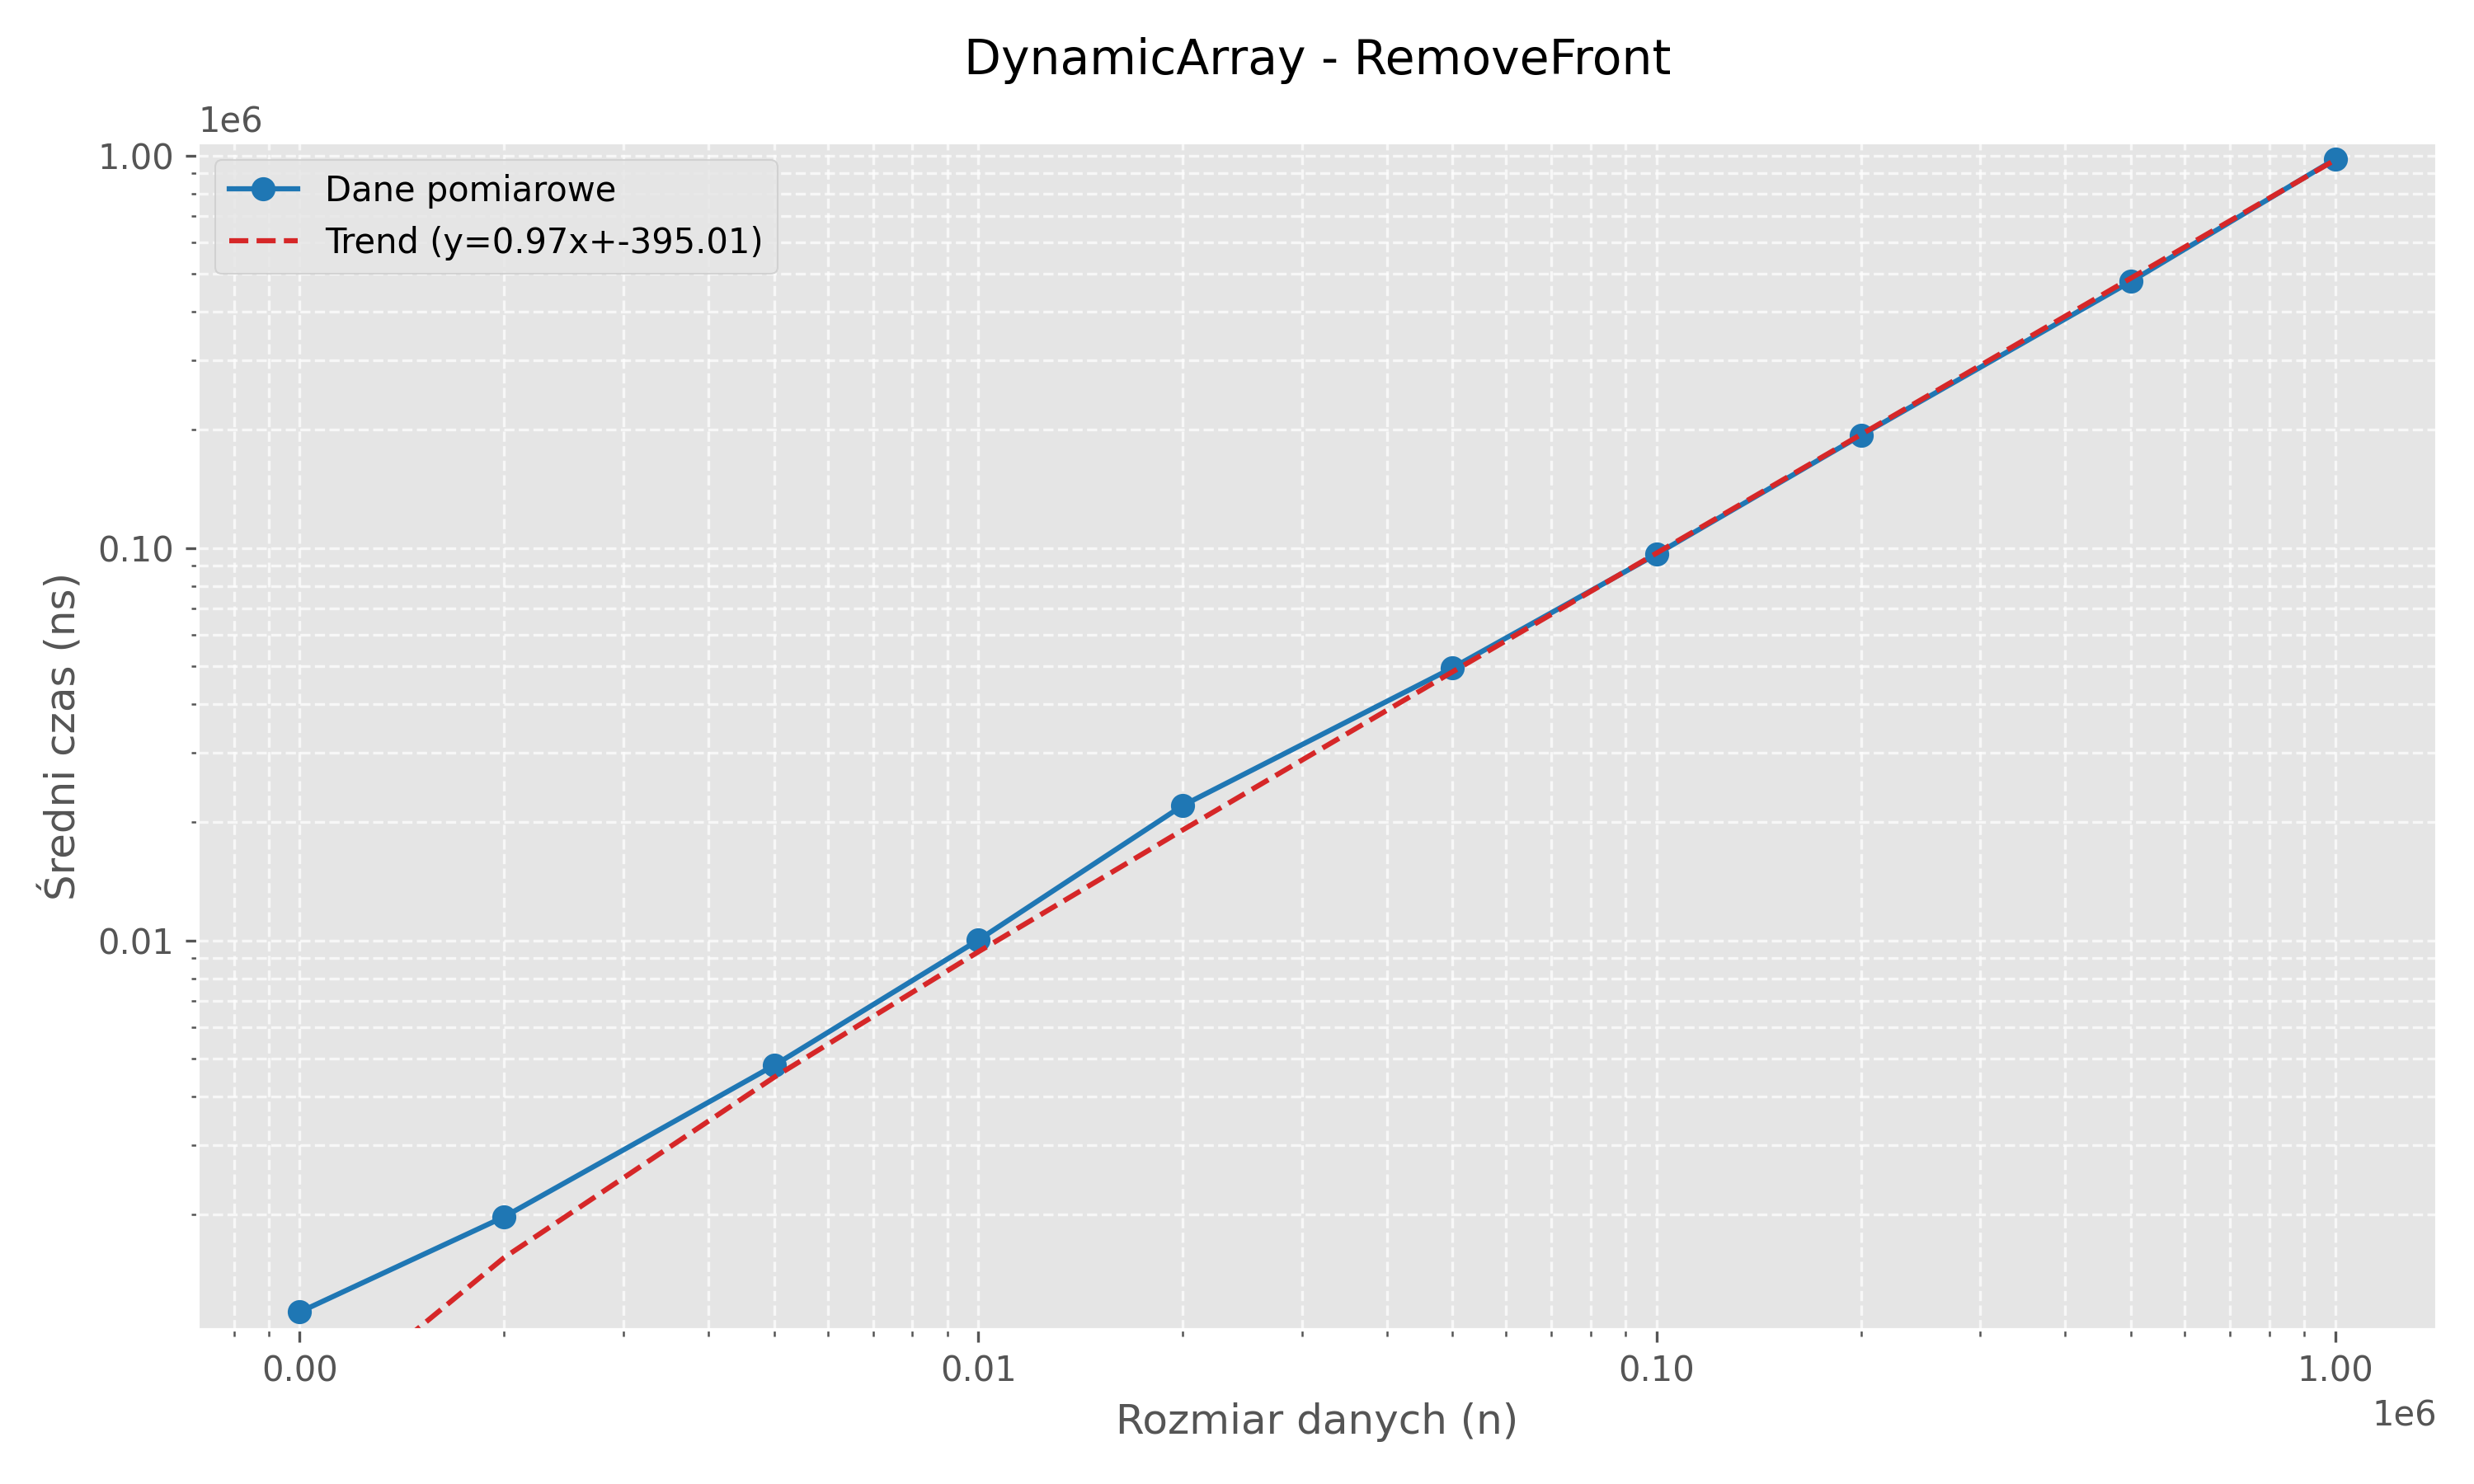 DynamicArray - RemoveFront
1e6
1.00
0.10
0.01
Średni czas (ns)
Dane pomiarowe
Trend (y=0.97x+-395.01)
0.00
0.01
0.10
1.00
Rozmiar danych (n)
1e6